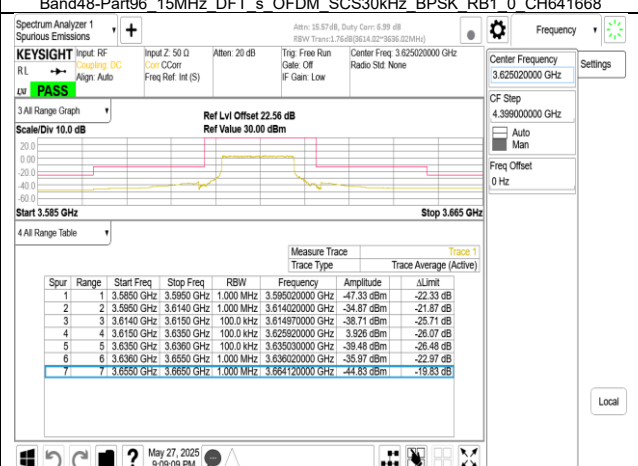 Band48-Part96_15MHz_DFT_s_OFDM_SCS30kHz_BPSK_RB1_0_CH641668
Spectrum Analyzer 1
Spurious Emissions
Attn: 15.57dB, Duty Corr: 6.99 dB
RBW Trans:1.76dB(3614.02~3636.02MHz)
Frequency
KEYSIGHT
RL
Align: Auto
LXI
PASS
Input: RF
Coupling: DC
Input Z: 50 Ω
Corr CCorr
Freq Ref: Int (S)
Atten: 20 dB
Trig: Free Run
Gate: Off
IF Gain: Low
Center Freq: 3.625020000 GHz
Radio Std: None
Center Frequency
3.625020000 GHz
Settings
CF Step
4.399000000 GHz
Auto
Man
Freq Offset
0 Hz
3 All Range Graph
Scale/Div 10.0 dB
Ref Lvl Offset 22.56 dB
Ref Value 30.00 dBm
20.0
0.00
-20.0
-40.0
-60.0
Start 3.585 GHz
Stop 3.665 GHz
4 All Range Table
Measure Trace Trace 1
Trace Type Trace Average (Active)
Spur Range Start Freq Stop Freq RBW Frequency Amplitude ΔLimit
1 1 3.5850 GHz 3.5950 GHz 1.000 MHz 3.595020000 GHz -47.33 dBm -22.33 dB
2 2 3.5950 GHz 3.6140 GHz 1.000 MHz 3.614020000 GHz -34.87 dBm -21.87 dB
3 3 3.6140 GHz 3.6150 GHz 100.0 kHz 3.614970000 GHz -38.71 dBm -25.71 dB
4 4 3.6150 GHz 3.6350 GHz 100.0 kHz 3.625920000 GHz 3.926 dBm -26.07 dB
5 5 3.6350 GHz 3.6360 GHz 100.0 kHz 3.635030000 GHz -39.48 dBm -26.48 dB
6 6 3.6360 GHz 3.6550 GHz 1.000 MHz 3.636020000 GHz -35.97 dBm -22.97 dB
7 7 3.6550 GHz 3.6650 GHz 1.000 MHz 3.664120000 GHz -44.83 dBm -19.83 dB
Local
May 27, 2025
9:09:09 PM